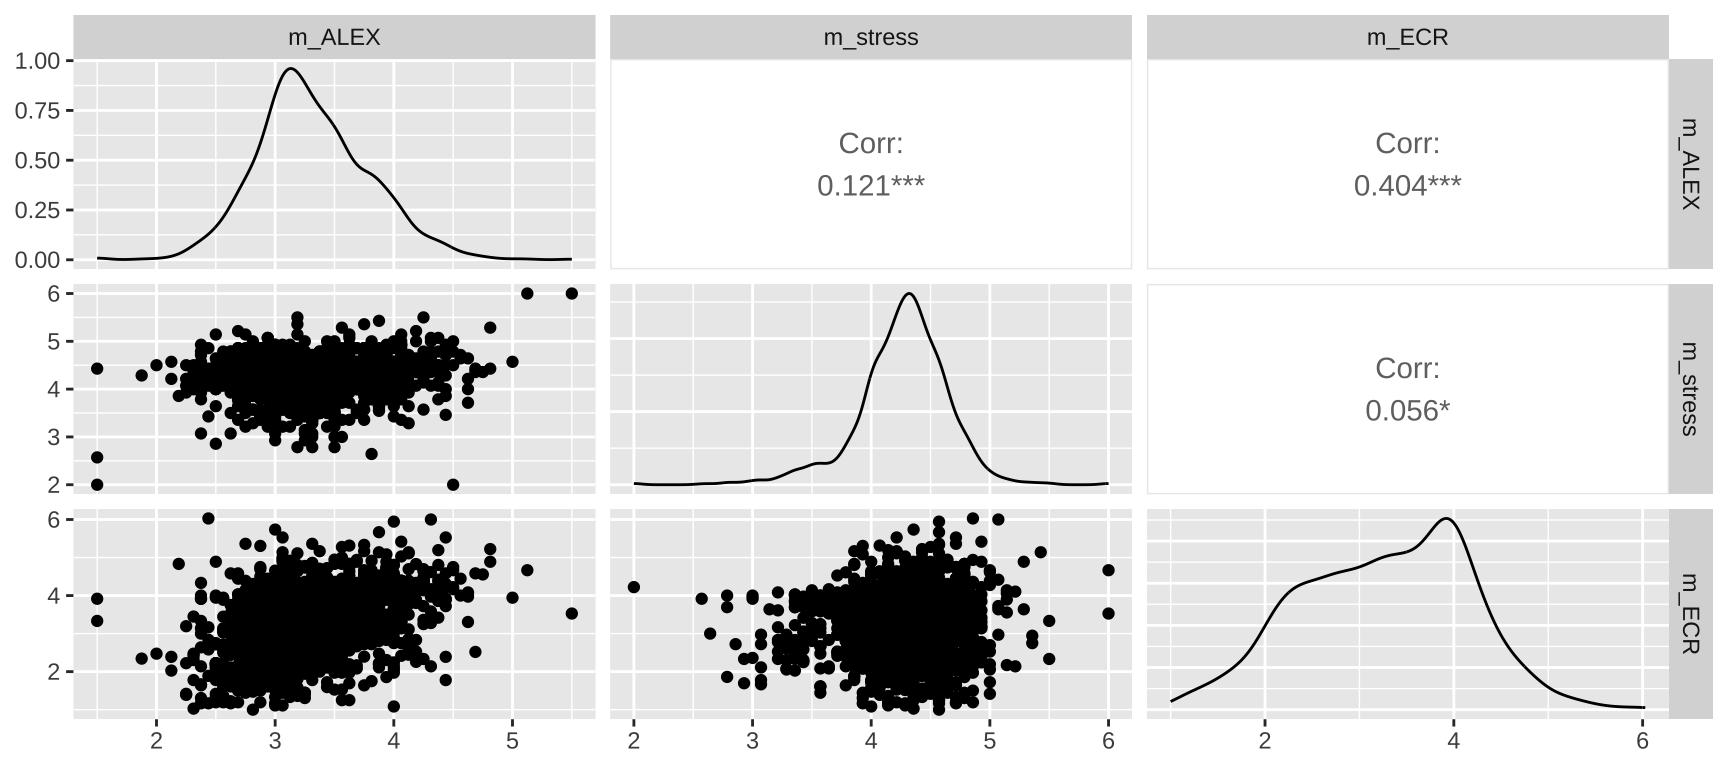 m_ALEX
m_stress
m_ECR
1.00
0.75
0.50
0.25
0.00
Corr:
0.121***
Corr:
0.404***
m_ALEX
6
5
4
3
2
Corr:
0.056*
m_stress
6
4
2
m_ECR
2 3 4 5
2 3 4 5 6
2 4 6